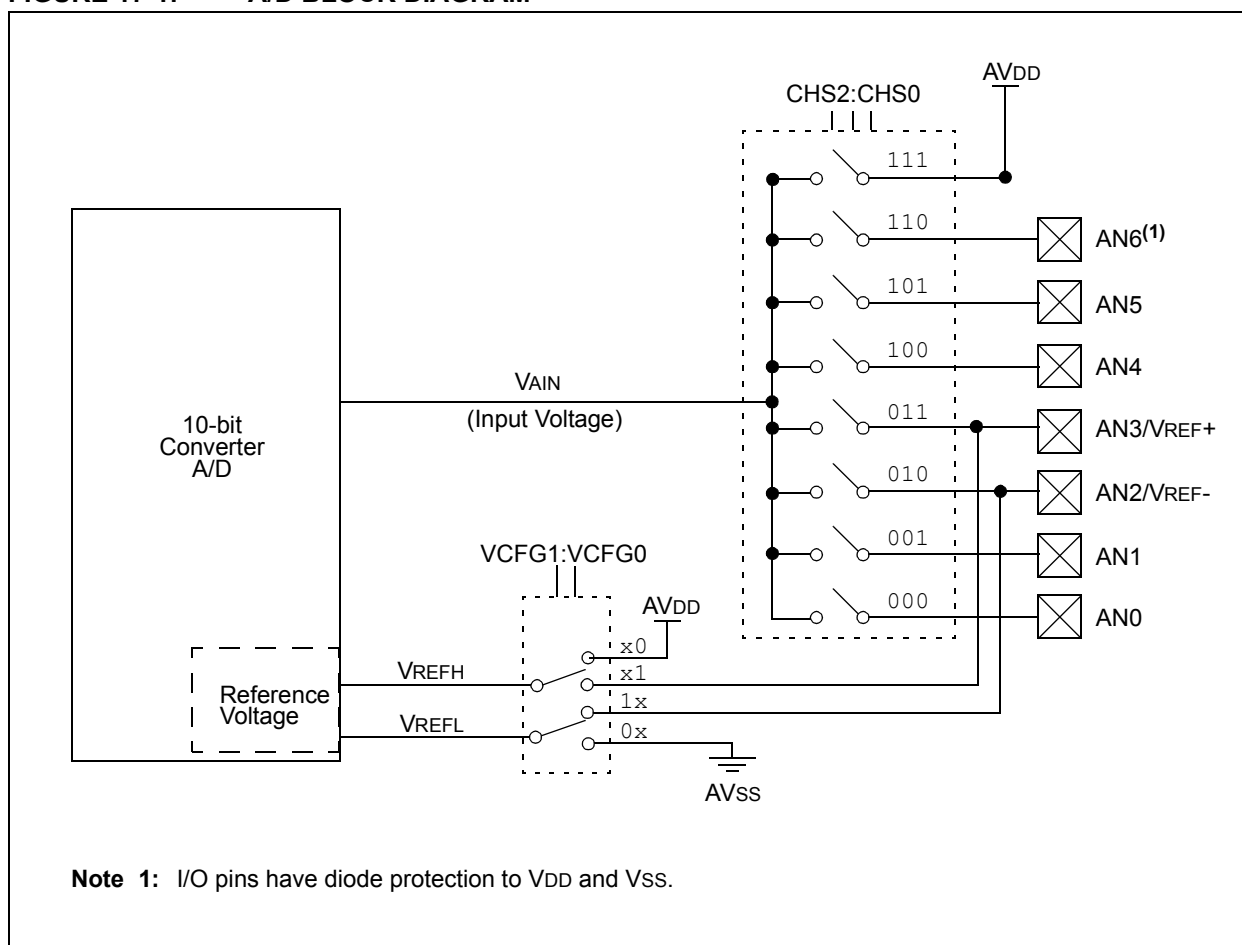 AVDD
CHS2:CHS0
111
110
AN6(1)
101
AN5
100
AN4
VAIN
(Input Voltage)
011
AN3/VREF+
10-bit
Converter
A/D
010
AN2/VREF-
001
AN1
VCFG1:VCFG0
000
AN0
AVDD
x0
VREFH
x1
Reference
Voltage
1x
VREFL
0x
AVSS
Note 1: I/O pins have diode protection to VDD and VSS.